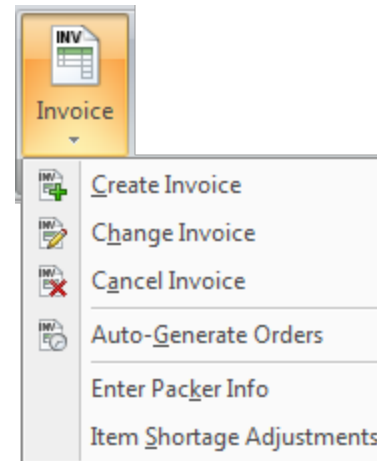 INV
Invoice
INV Create Invoice
INV Change Invoice
INV Cancel Invoice
INV Auto-Generate Orders
Enter Packer Info
Item Shortage Adjustments